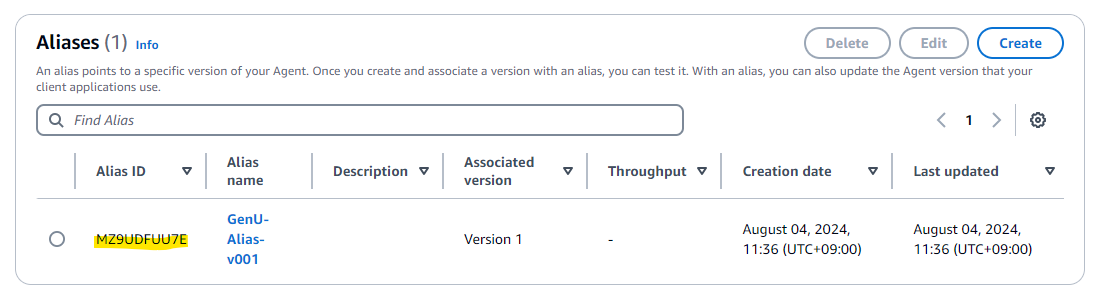 Aliases (1) Info
Delete
Edit
Create
An alias points to a specific version of your Agent. Once you create and associate a version with an alias, you can test it. With an alias, you can also update the Agent version that your
client applications use.
Find Alias
1
Alias ID
Alias
name
Description
Associated
version
Throughput
Creation date
Last updated
MZ9UDFUU7E
GenU-
Alias-
v001
Version 1
-
August 04, 2024,
11:36 (UTC+09:00)
August 04, 2024,
11:36 (UTC+09:00)